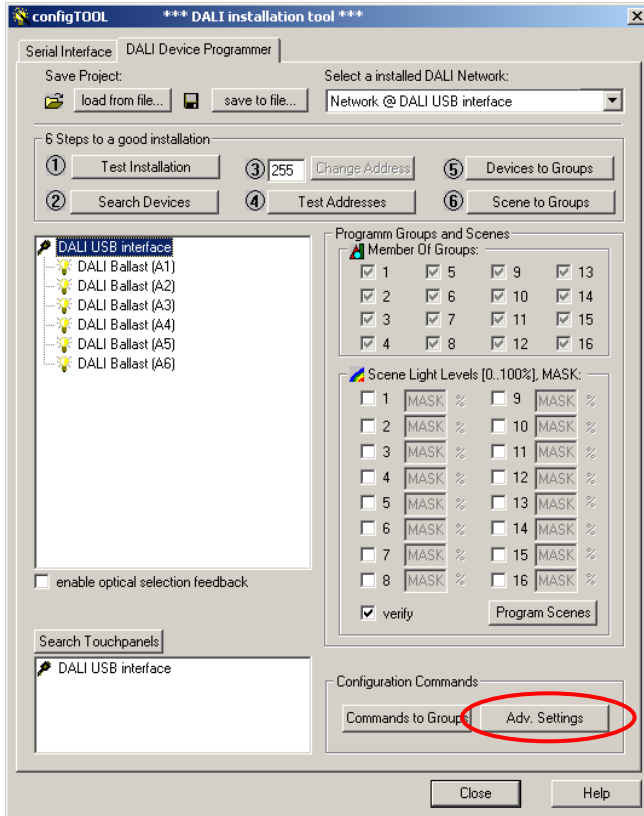 configTOOL *** DALI installation tool ***
Serial Interface DALI Device Programmer
Save Project: Select a installed DALI Network:
load from file... save to file... Network @ DALI USB interface
6 Steps to a good installation
1 Test Installation 3 255 Change Address 5 Devices to Groups
2 Search Devices 4 Test Addresses 6 Scene to Groups
DALI USB interface
DALI Ballast (A1)
DALI Ballast (A2)
DALI Ballast (A3)
DALI Ballast (A4)
DALI Ballast (A5)
DALI Ballast (A6)
enable optical selection feedback
Programm Groups and Scenes
Member Of Groups:
1 5 9 13
2 6 10 14
3 7 11 15
4 8 12 16
Scene Light Levels [0..100%], MASK:
1 MASK % 9 MASK %
2 MASK % 10 MASK %
3 MASK % 11 MASK %
4 MASK % 12 MASK %
5 MASK % 13 MASK %
6 MASK % 14 MASK %
7 MASK % 15 MASK %
8 MASK % 16 MASK %
verify Program Scenes
Search Touchpanels
DALI USB interface
Configuration Commands
Commands to Groups Adv. Settings
Close Help